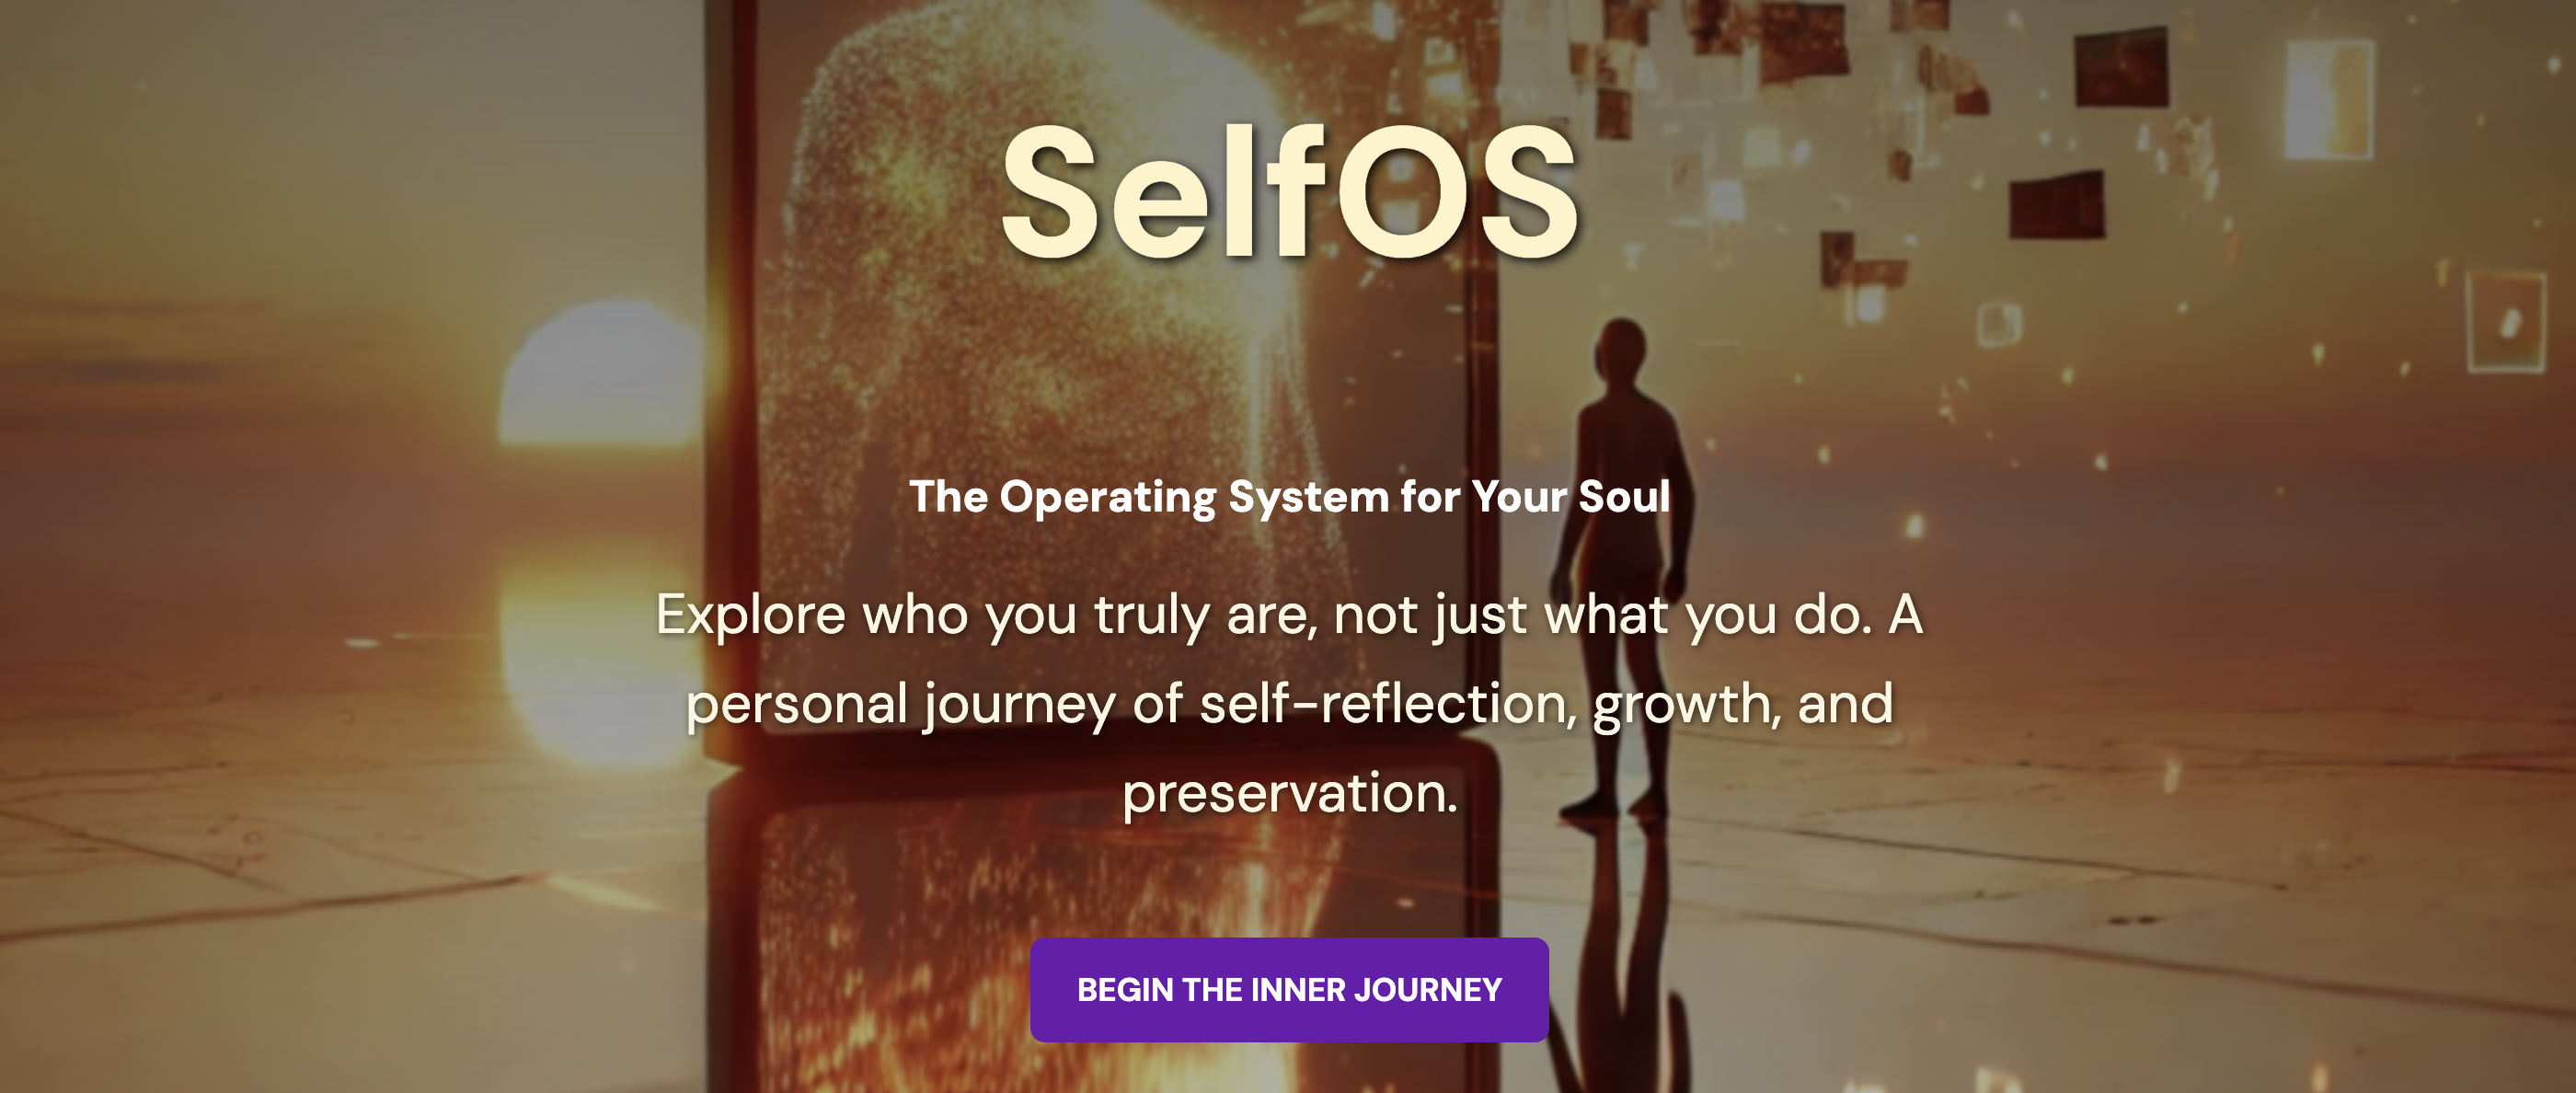 SelfOS
The Operating System for Your Soul
Explore who you truly are, not just what you do. A
personal journey of self-reflection, growth, and
preservation.
BEGIN THE INNER JOURNEY